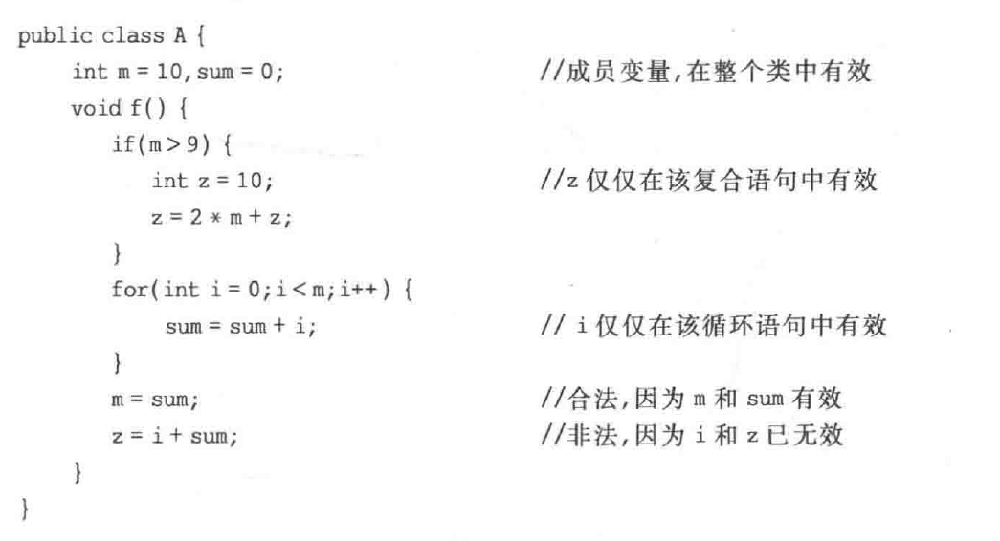 public class A {
int m = 10, sum = 0; //成员变量,在整个类中有效
void f() {
if(m > 9) {
int z = 10; //z 仅仅在该复合语句中有效
z = 2 * m + z;
}
for(int i = 0; i < m; i++) {
sum = sum + i; // i 仅仅在该循环语句中有效
}
m = sum; //合法,因为 m 和 sum 有效
z = i + sum; //非法,因为 i 和 z 已无效
}
}